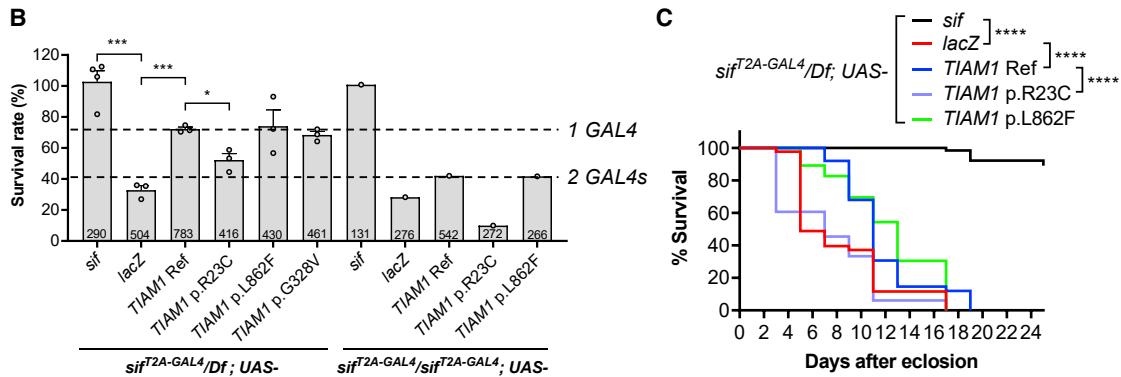 B
Survival rate (%)
120
100
80
60
40
20
0
***
***
*
1 GAL4
2 GAL4s
290
504
783
416
430
461
131
276
542
272
266
sif
lacZ
TIAM1 Ref
TIAM1 p.R23C
TIAM1 p.L862F
TIAM1 p.G328V
sif
lacZ
TIAM1 Ref
TIAM1 p.R23C
TIAM1 p.L862F
sifT2A-GAL4/Df ; UAS-
sifT2A-GAL4/sifT2A-GAL4 ; UAS-
C
sifT2A-GAL4/Df; UAS-
sif
lacZ
TIAM1 Ref
TIAM1 p.R23C
TIAM1 p.L862F
****
****
****
% Survival
100
80
60
40
20
0
0 2 4 6 8 10 12 14 16 18 20 22 24
Days after eclosion